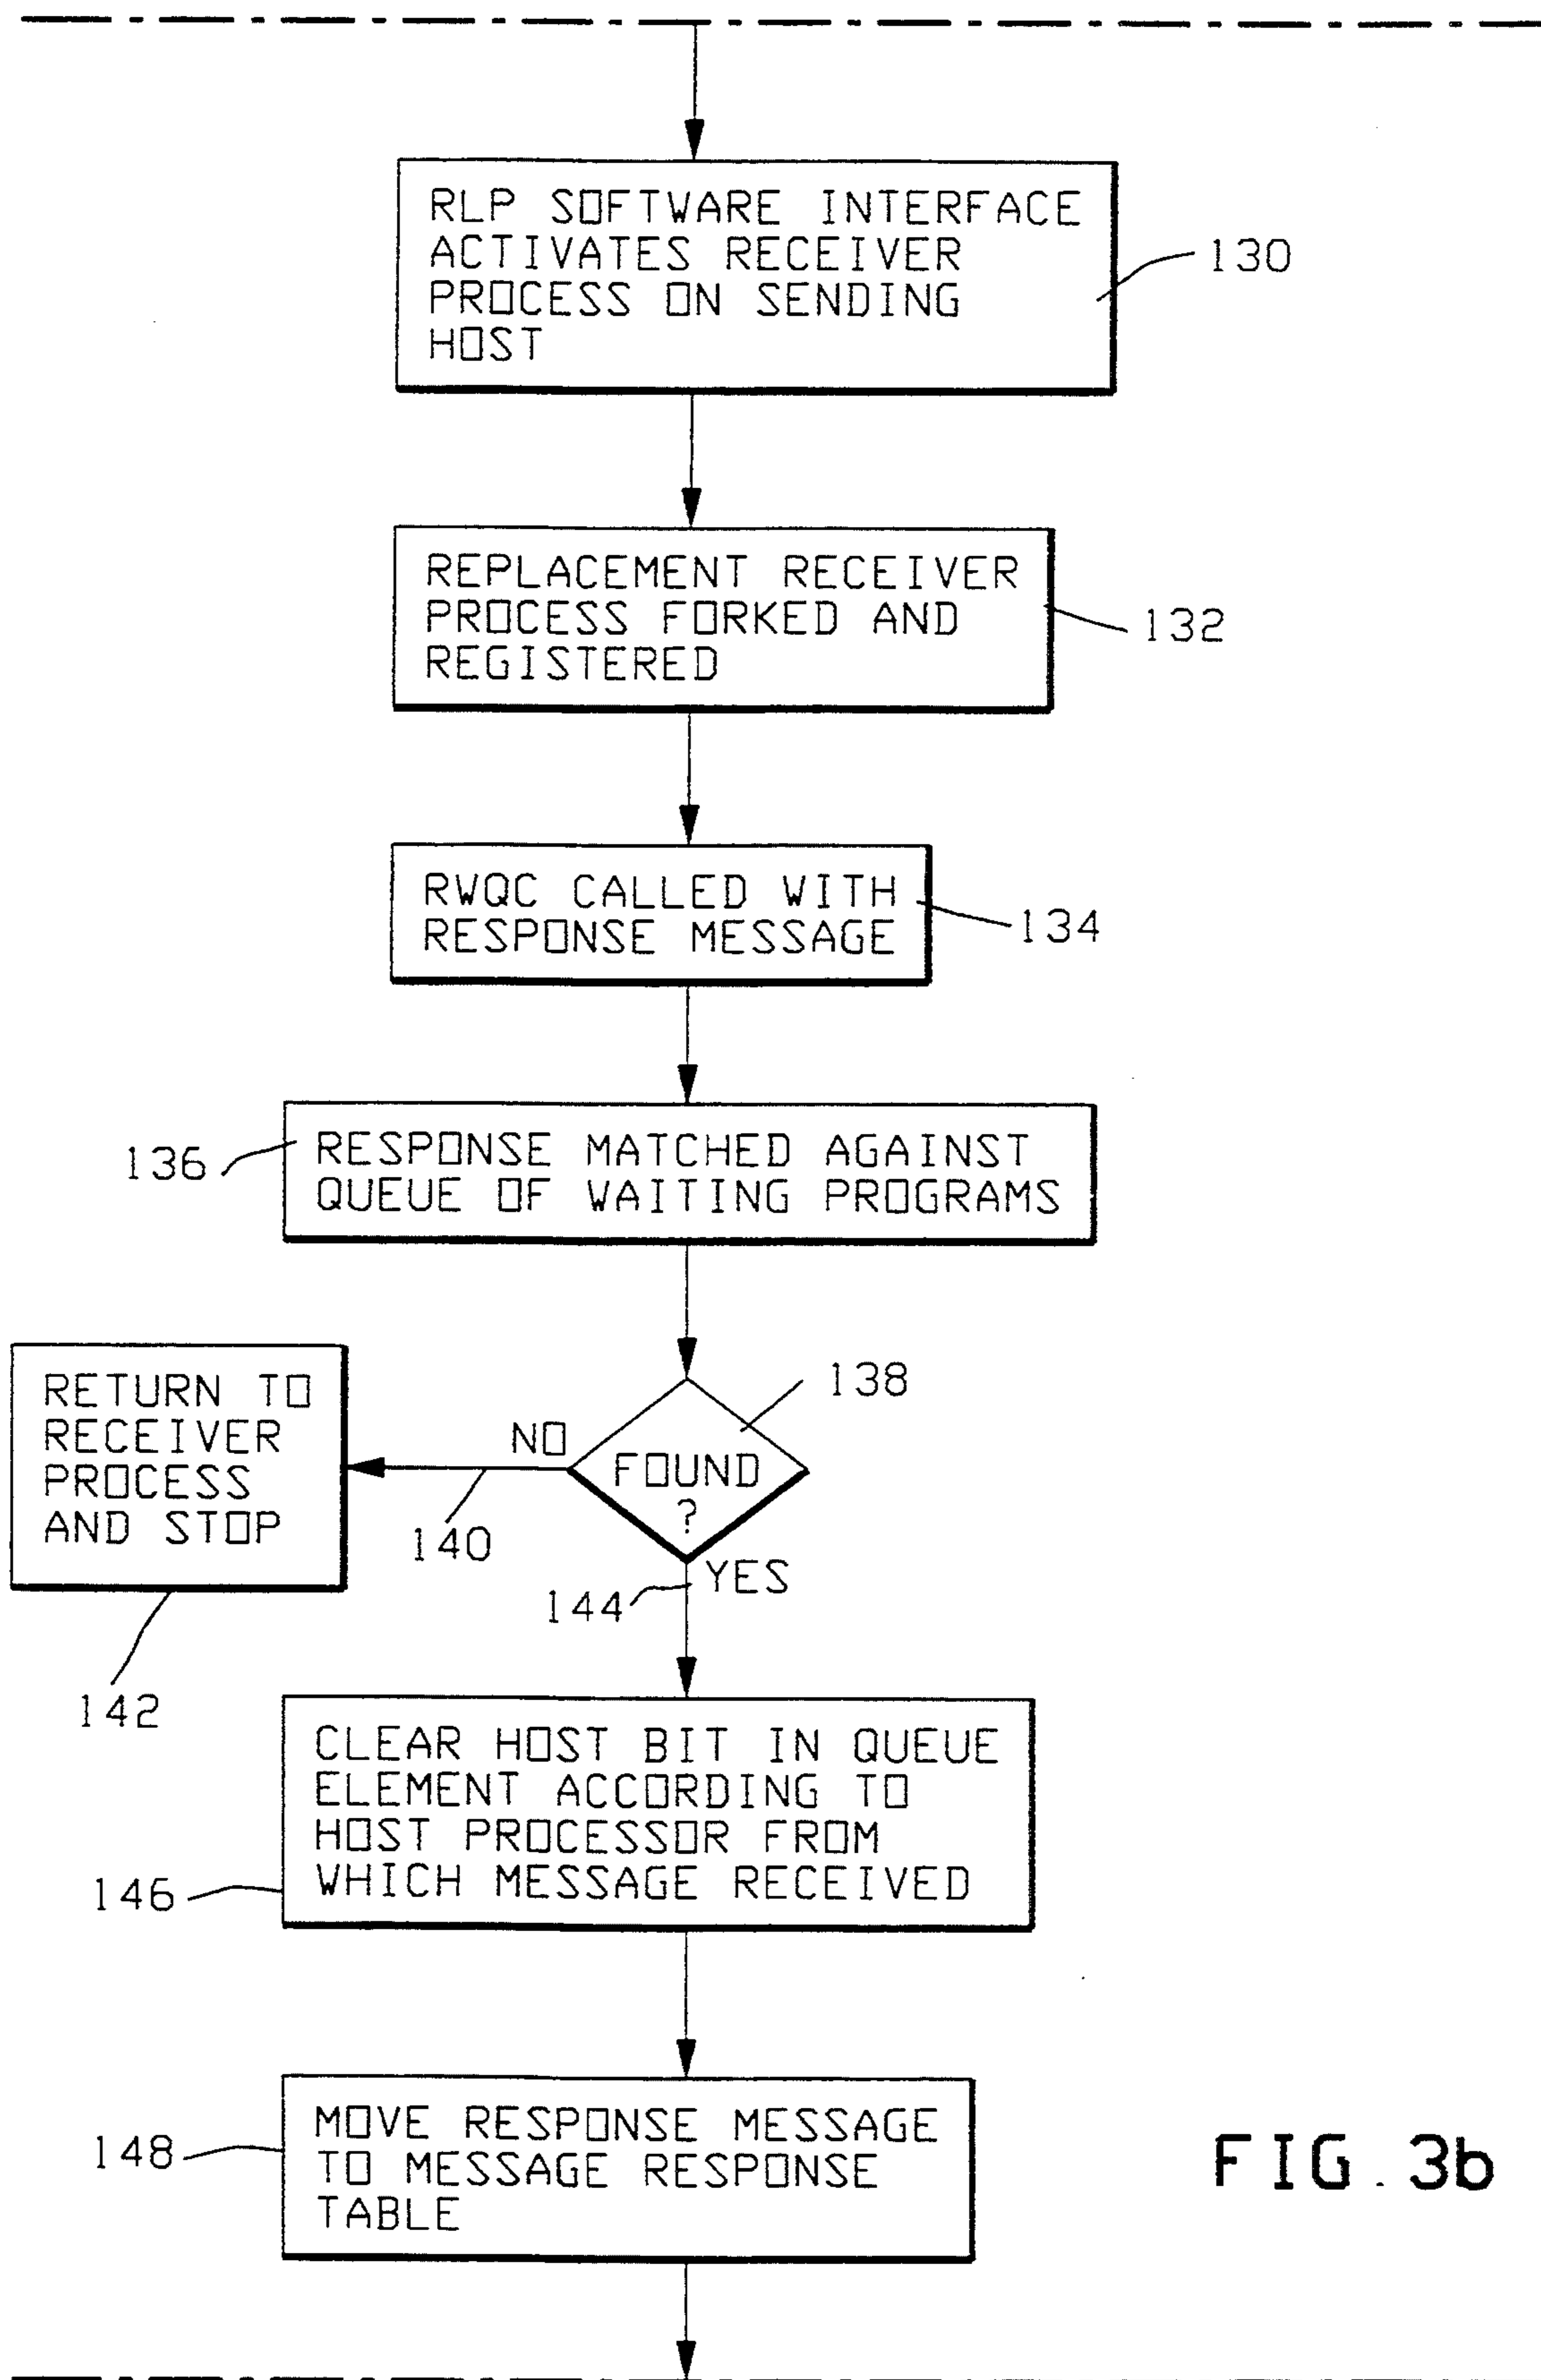 RLP SOFTWARE INTERFACE
ACTIVATES RECEIVER
PROCESS ON SENDING
HOST
130
REPLACEMENT RECEIVER
PROCESS FORKED AND
REGISTERED
132
RWQC CALLED WITH
RESPONSE MESSAGE
134
136
RESPONSE MATCHED AGAINST
QUEUE OF WAITING PROGRAMS
RETURN TO
RECEIVER
PROCESS
AND STOP
142
NO
140
138
FOUND
?
144
YES
CLEAR HOST BIT IN QUEUE
ELEMENT ACCORDING TO
HOST PROCESSOR FROM
WHICH MESSAGE RECEIVED
146
148
MOVE RESPONSE MESSAGE
TO MESSAGE RESPONSE
TABLE
FIG. 3b